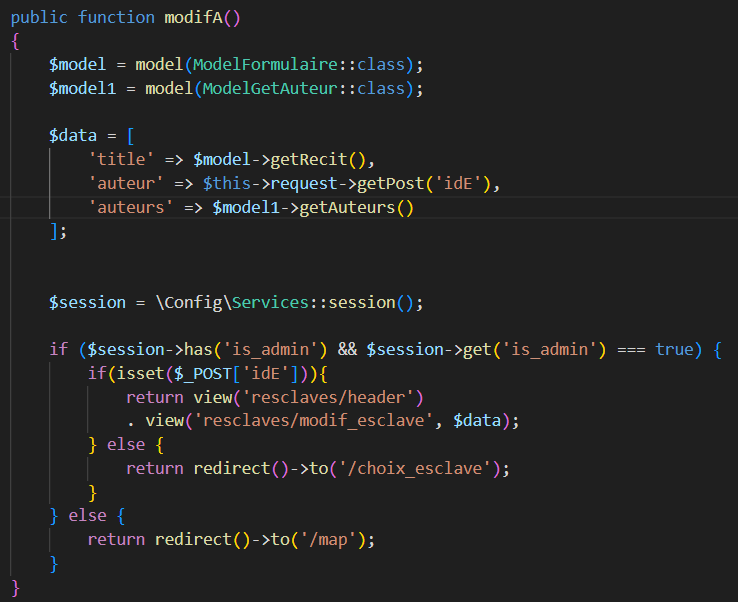 public function modifA()
{
$model = model(ModelFormulaire::class);
$model1 = model(ModelGetAuteur::class);
$data = [
'title' => $model->getRecit(),
'auteur' => $this->request->getPost('idE'),
'auteurs' => $model1->getAuteurs()
];
$session = \Config\Services::session();
if ($session->has('is_admin') && $session->get('is_admin') === true) {
if(isset($_POST['idE'])){
return view('resclaves/header')
. view('resclaves/modif_esclave', $data);
} else {
return redirect()->to('/choix_esclave');
}
} else {
return redirect()->to('/map');
}
}